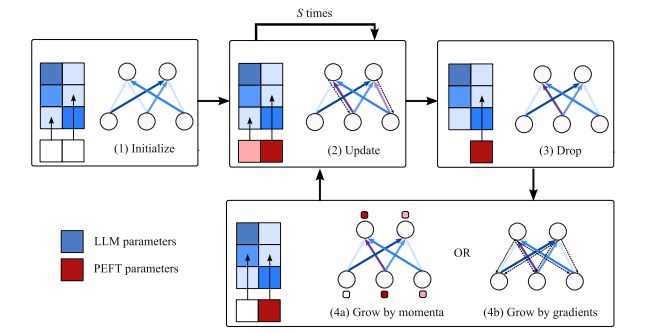 S times
(1) Initialize
(2) Update
(3) Drop
LLM parameters
PEFT parameters
OR
(4a) Grow by momenta
(4b) Grow by gradients